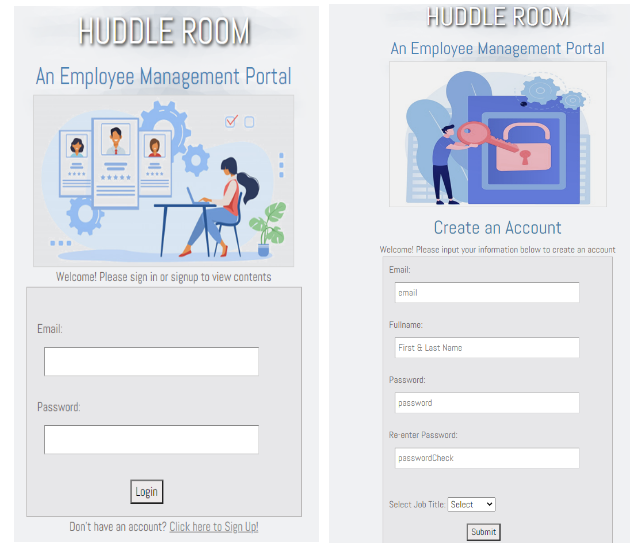 HUDDLE ROOM
An Employee Management Portal
Welcome! Please sign in or signup to view contents
Email:
Password:
Login
Don't have an account? Click here to Sign Up!
HUDDLE ROOM
An Employee Management Portal
Create an Account
Welcome! Please input your information below to create an account
Email:
email
Fullname:
First & Last Name
Password:
password
Re-enter Password:
passwordCheck
Select Job Title: Select
Submit